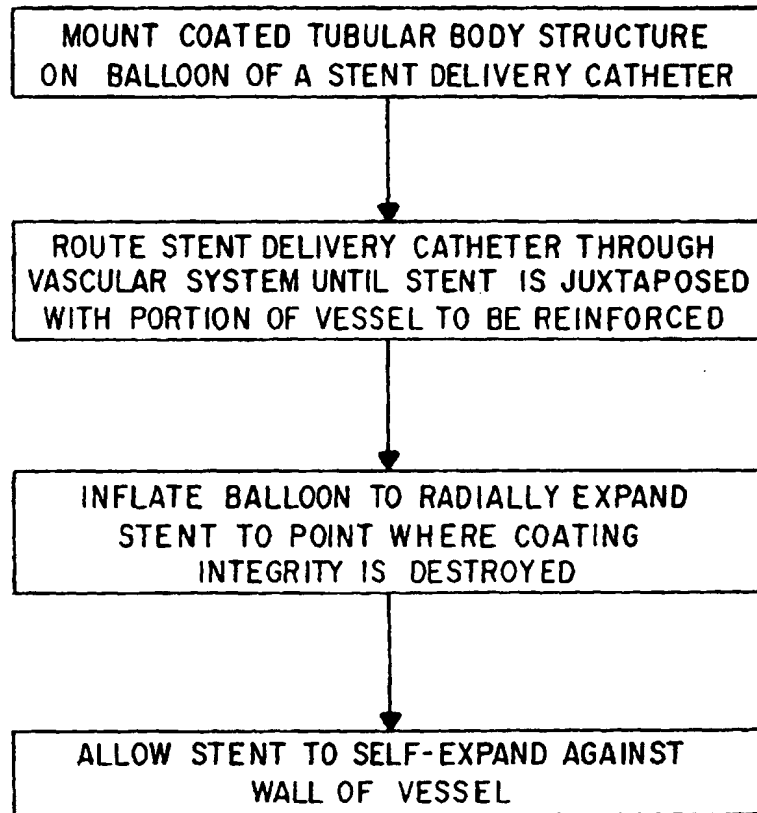 MOUNT COATED TUBULAR BODY STRUCTURE
ON BALLOON OF A STENT DELIVERY CATHETER
ROUTE STENT DELIVERY CATHETER THROUGH
VASCULAR SYSTEM UNTIL STENT IS JUXTAPOSED
WITH PORTION OF VESSEL TO BE REINFORCED
INFLATE BALLOON TO RADIALLY EXPAND
STENT TO POINT WHERE COATING
INTEGRITY IS DESTROYED
ALLOW STENT TO SELF-EXPAND AGAINST
WALL OF VESSEL